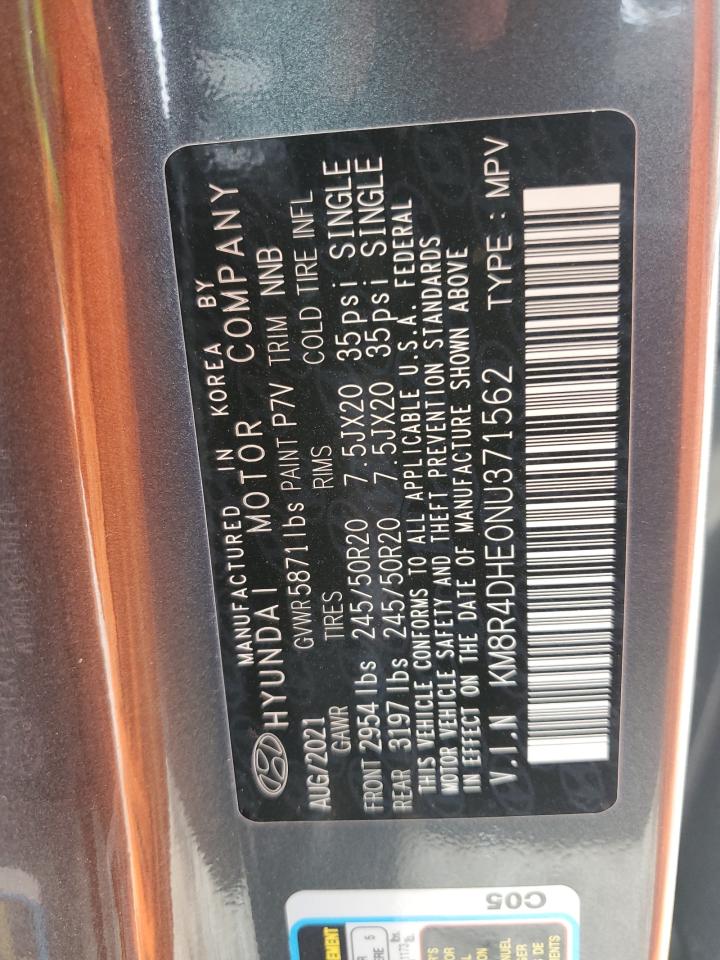 MANUFACTURED IN KOREA BY
HYUNDAI MOTOR COMPANY
AUG/2021 GVWR 5871 lbs PAINT P7V TRIM NNB
GAWR TIRES RIMS COLD TIRE INFL
FRONT 2954 lbs 245/50R20 7.5JX20 35psi SINGLE
REAR 3197 lbs 245/50R20 7.5JX20 35psi SINGLE
THIS VEHICLE CONFORMS TO ALL APPLICABLE U.S.A. FEDERAL
MOTOR VEHICLE SAFETY AND THEFT PREVENTION STANDARDS
IN EFFECT ON THE DATE OF MANUFACTURE SHOWN ABOVE
V.I.N KM8R4DHE0NU371562 TYPE : MPV
C05